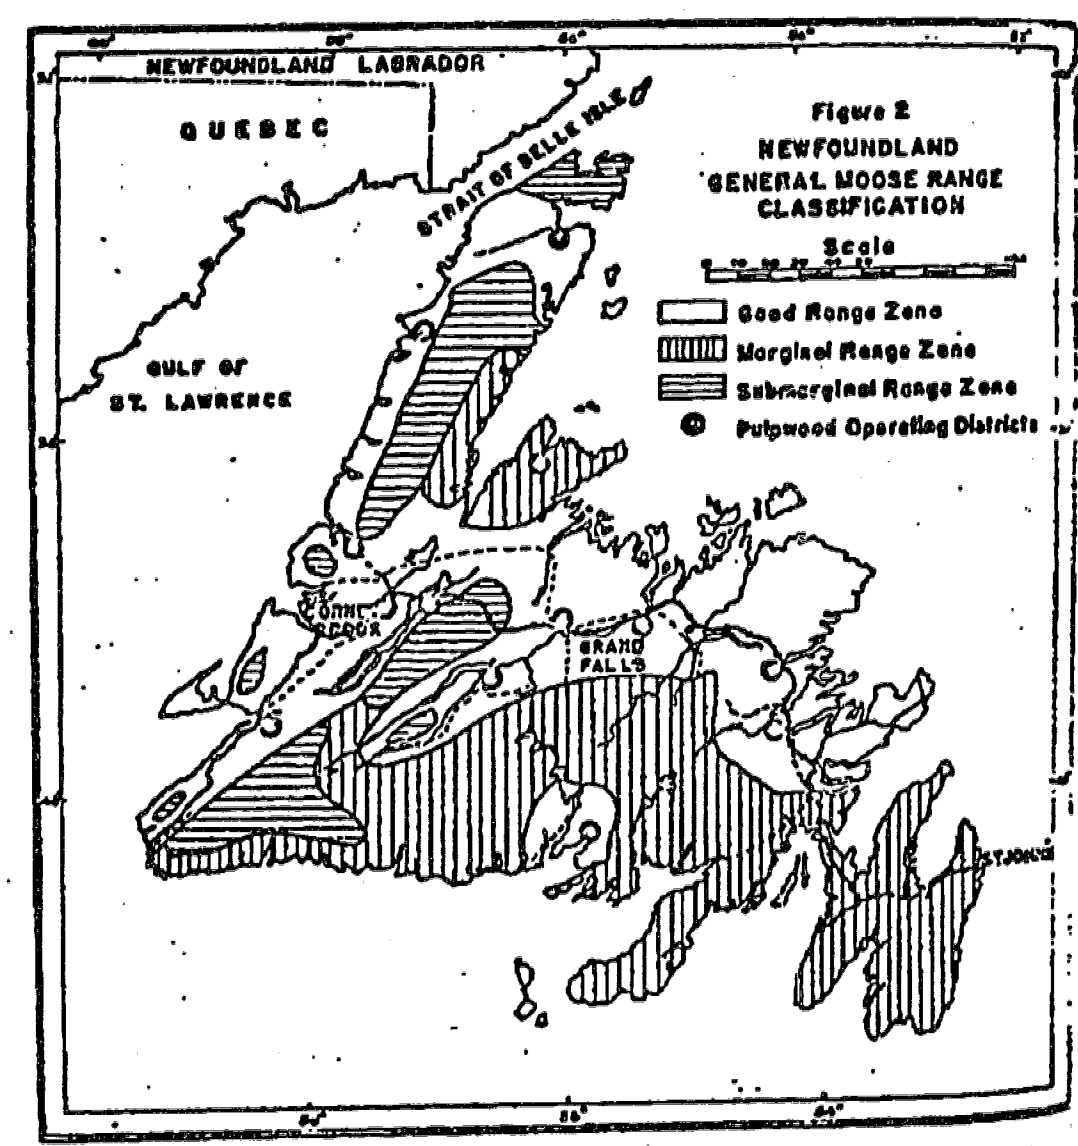 NEWFOUNDLAND LABRADOR
QUEBEC
STRAIT OF BELLE ISLE
GULF OF
ST. LAWRENCE
Figure 2
NEWFOUNDLAND
GENERAL MOOSE RANGE
CLASSIFICATION
Scale
Good Range Zone
Marginal Range Zone
Submarginal Range Zone
Pulpwood Operating Districts
GRAND
FALLS
ST. JOHN'S